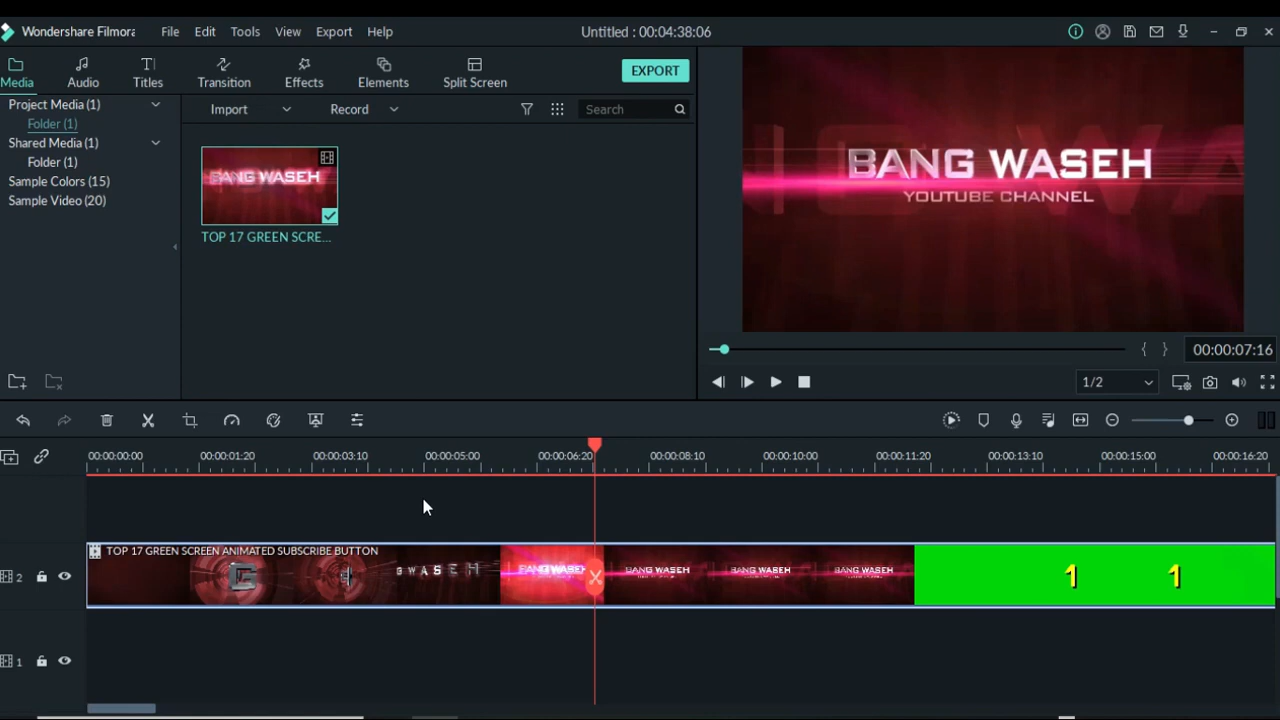 Wondershare Filmora File Edit Tools View Export Help Untitled : 00:04:38:06
Media Audio Titles Transition Effects Elements Split Screen EXPORT
Project Media (1)
Folder (1)
Shared Media (1)
Folder (1)
Sample Colors (15)
Sample Video (20)
Import Record Search
BANG WASEH
TOP 17 GREEN SCRE...
BANG WASEH
YOUTUBE CHANNEL
00:00:07:16
1/2
00:00:00:00 00:00:01:20 00:00:03:10 00:00:05:00 00:00:06:20 00:00:08:10 00:00:10:00 00:00:11:20 00:00:13:10 00:00:15:00 00:00:16:20
TOP 17 GREEN SCREEN ANIMATED SUBSCRIBE BUTTON
G G WASEH BANG WASEH BANG WASEH BANG WASEH BANG WASEH 1 1
2
1